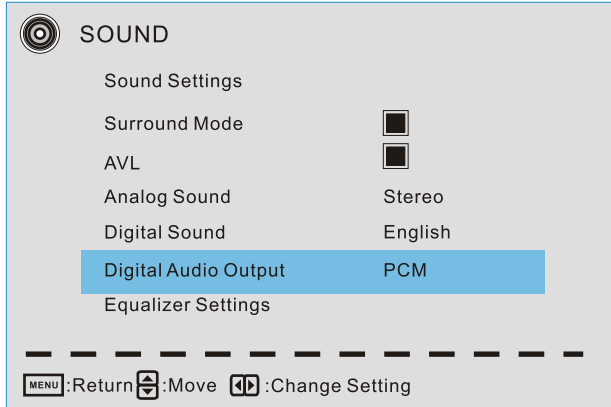 SOUND
Sound Settings
Surround Mode
AVL
Analog Sound Stereo
Digital Sound English
Digital Audio Output PCM
Equalizer Settings
MENU :Return :Move :Change Setting